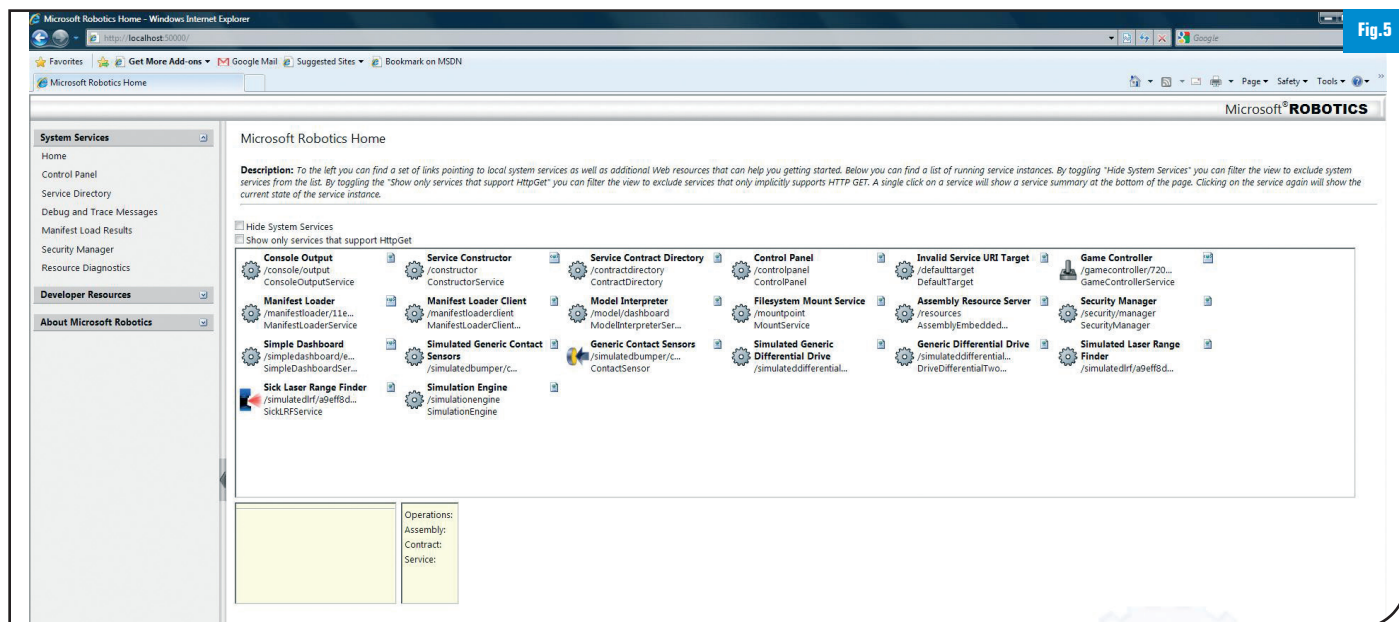 Microsoft Robotics Home - Windows Internet Explorer
Fig.5
http://localhost:50000/
Google
Favorites Get More Add-ons Google Mail Suggested Sites Bookmark on MSDN
Microsoft Robotics Home
Page Safety Tools
Microsoft® ROBOTICS
System Services
Home
Control Panel
Service Directory
Debug and Trace Messages
Manifest Load Results
Security Manager
Resource Diagnostics
Developer Resources
About Microsoft Robotics
Microsoft Robotics Home
Description: To the left you can find a set of links pointing to local system services as well as additional Web resources that can help you getting started. Below you can find a list of running service instances. By toggling "Hide System Services" you can filter the view to exclude system
services from the list. By toggling the "Show only services that support HttpGet" you can filter the view to exclude services that only implicitly supports HTTP GET. A single click on a service will show a service summary at the bottom of the page. Clicking on the service again will show the
current state of the service instance.
Hide System Services
Show only services that support HttpGet
Console Output
/console/output
ConsoleOutputService
Service Constructor
/constructor
ConstructorService
Service Contract Directory
/contractdirectory
ContractDirectory
Control Panel
/controlpanel
ControlPanel
Invalid Service URI Target
/defaulttarget
DefaultTarget
Game Controller
/gamecontroller/720...
GameControllerService
Manifest Loader
/manifestloader/11e...
ManifestLoaderService
Manifest Loader Client
/manifestloaderclient
ManifestLoaderClient...
Model Interpreter
/model/dashboard
ModelInterpreterSer...
Filesystem Mount Service
/mountpoint
MountService
Assembly Resource Server
/resources
AssemblyEmbedded...
Security Manager
/security/manager
SecurityManager
Simple Dashboard
/simpledashboard/e...
SimpleDashboardSer...
Simulated Generic Contact
Sensors
/simulatedbumper/c...
Generic Contact Sensors
/simulatedbumper/c...
ContactSensor
Simulated Generic
Differential Drive
/simulateddifferential...
Generic Differential Drive
/simulateddifferential...
DriveDifferentialTwo...
Simulated Laser Range
Finder
/simulatedlrf/a9eff8d...
Sick Laser Range Finder
/simulatedlrf/a9eff8d...
SickLRFService
Simulation Engine
/simulationengine
SimulationEngine
Operations:
Assembly:
Contract:
Service: